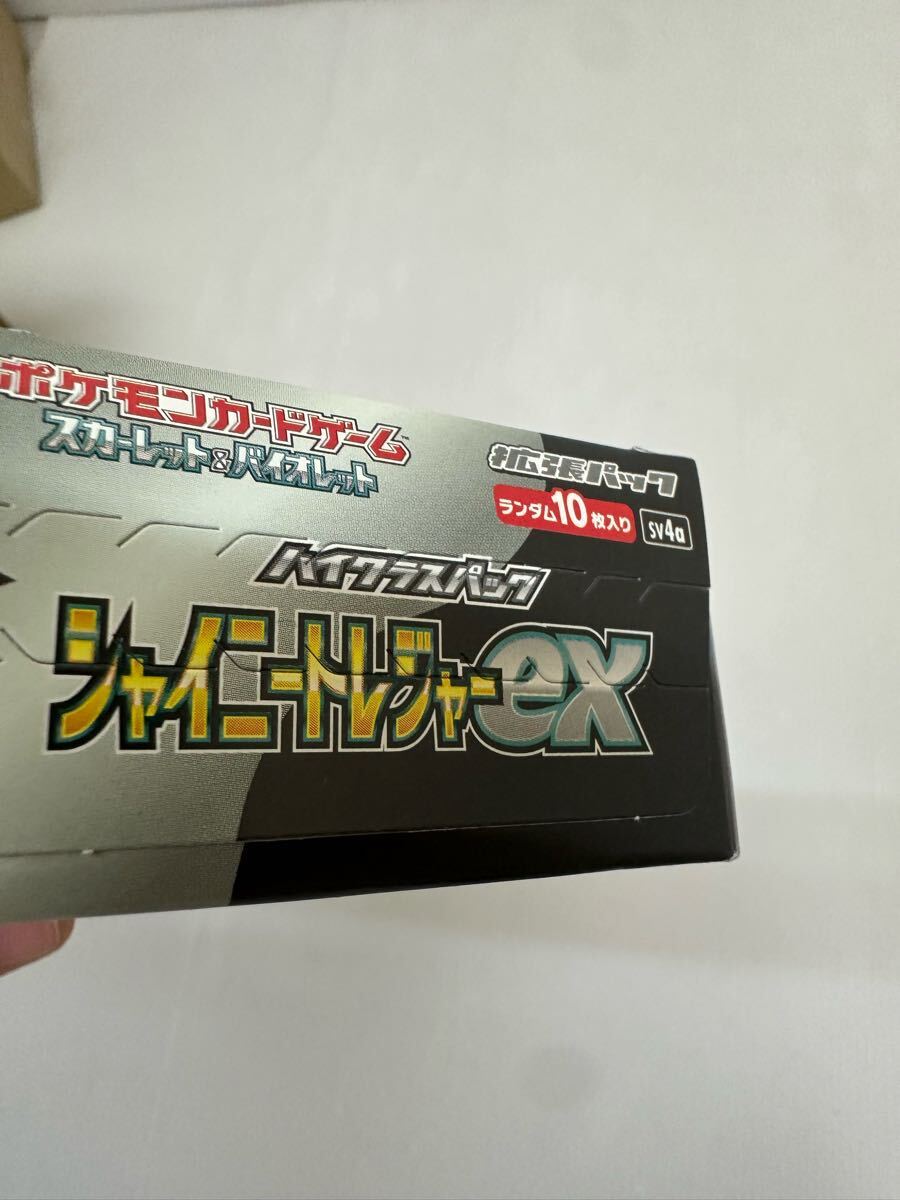 ポケモンカードゲーム™
スカーレット&バイオレット
拡張パック
ランダム10枚入り
SV4a
ハイクラスパック
シャイニートレジャーex